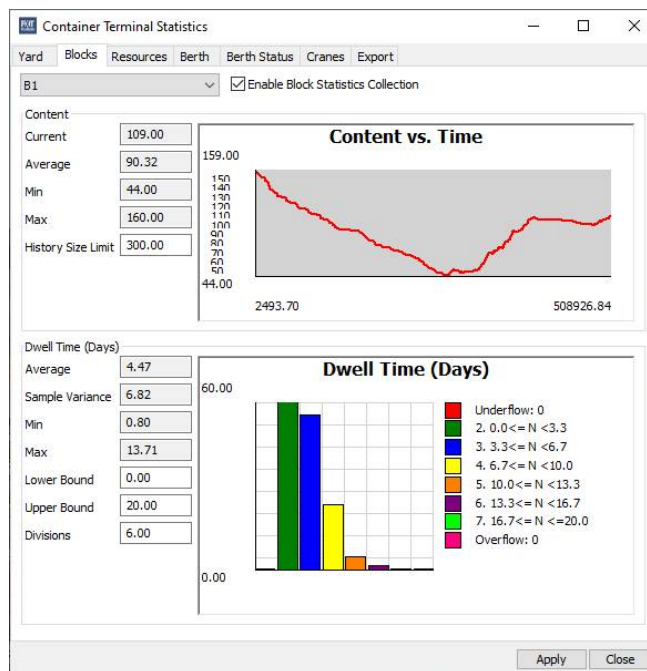 Container Terminal Statistics
Yard Blocks Resources Berth Berth Status Cranes Export
B1 Enable Block Statistics Collection
Content
Current 109.00
Average 90.32
Min 44.00
Max 160.00
History Size Limit 300.00
Content vs. Time
159.00
150
140
130
120
110
100
90
80
70
60
50
44.00
2493.70 508926.84
Dwell Time (Days)
Average 4.47
Sample Variance 6.82
Min 0.80
Max 13.71
Lower Bound 0.00
Upper Bound 20.00
Divisions 6.00
Dwell Time (Days)
60.00
0.00
Underflow: 0
2. 0.0<= N <3.3
3. 3.3<= N <6.7
4. 6.7<= N <10.0
5. 10.0<= N <13.3
6. 13.3<= N <16.7
7. 16.7<= N <=20.0
Overflow: 0
Apply Close